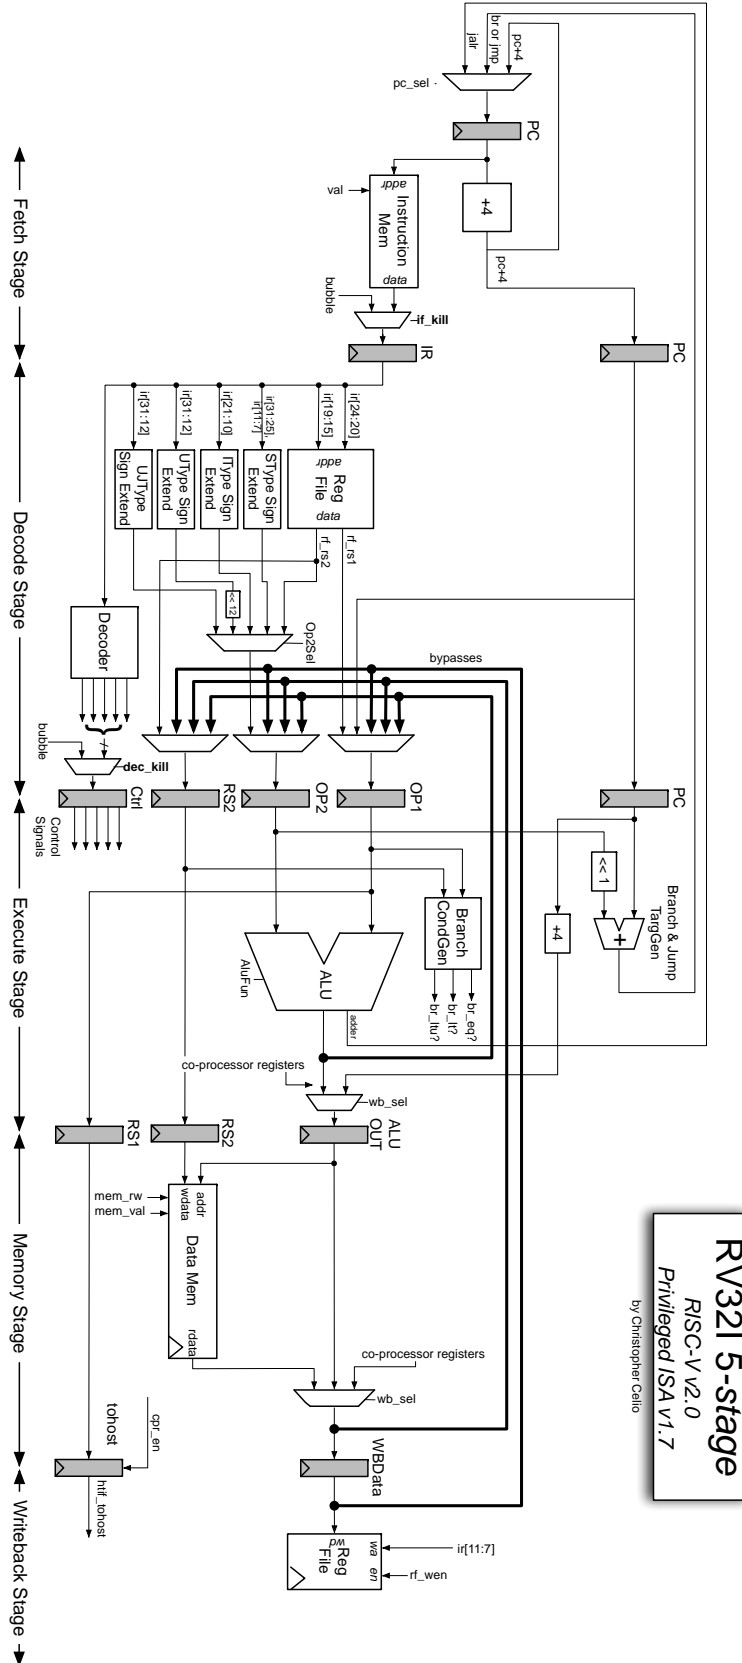 RV32I 5-stage
RISC-V v2.0
Privileged ISA v1.7
by Christopher Celio
Fetch Stage
Decode Stage
Execute Stage
Memory Stage
Writeback Stage
jalr
br or jmp
pc+4
pc_sel
PC
val
addr
Instruction
Mem
data
+4
pc+4
bubble
if_kill
IR
PC
ir[31:12]
ir[31:12]
ir[21:10]
ir[31:25],
ir[11:7]
ir[19:15]
ir[24:20]
UJType
Sign Extend
UType Sign
Extend
IType Sign
Extend
SType Sign
Extend
addr
Reg
File
data
rf_rs2
rf_rs1
<< 12
Decoder
Op2Sel
bypasses
bubble
dec_kill
Ctrl
RS2
OP2
OP1
PC
Control
Signals
Branch
CondGen
<< 1
+4
Branch & Jump
TargGen
+
ALU
AluFun
adder
br_ltu?
br_lt?
br_eq?
co-processor registers
wb_sel
RS1
RS2
ALU
OUT
mem_rw
mem_val
addr
wdata
Data Mem
rdata
co-processor registers
wb_sel
cpr_en
tohost
htif_tohost
WBData
wd
Reg
File
wa
en
ir[11:7]
rf_wen